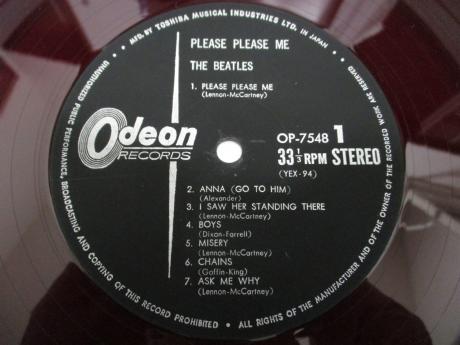 MFG. BY TOSHIBA MUSICAL INDUSTRIES LTD. IN JAPAN
PLEASE PLEASE ME
THE BEATLES
1. PLEASE PLEASE ME
(Lennon-McCartney)
Odeon
RECORDS
OP-7548 1
33 1/3 RPM STEREO
(YEX-94)
2. ANNA (GO TO HIM)
(Alexander)
3. I SAW HER STANDING THERE
(Lennon-McCartney)
4. BOYS
(Dixon-Farrell)
5. MISERY
(Lennon-McCartney)
6. CHAINS
(Goffin-King)
7. ASK ME WHY
(Lennon-McCartney)
UNAUTHORIZED PUBLIC PERFORMANCE, BROADCASTING AND COPYING OF THIS RECORD PROHIBITED • ALL RIGHTS OF THE MANUFACTURER AND OF THE OWNER OF THE RECORDED WORK ARE RESERVED